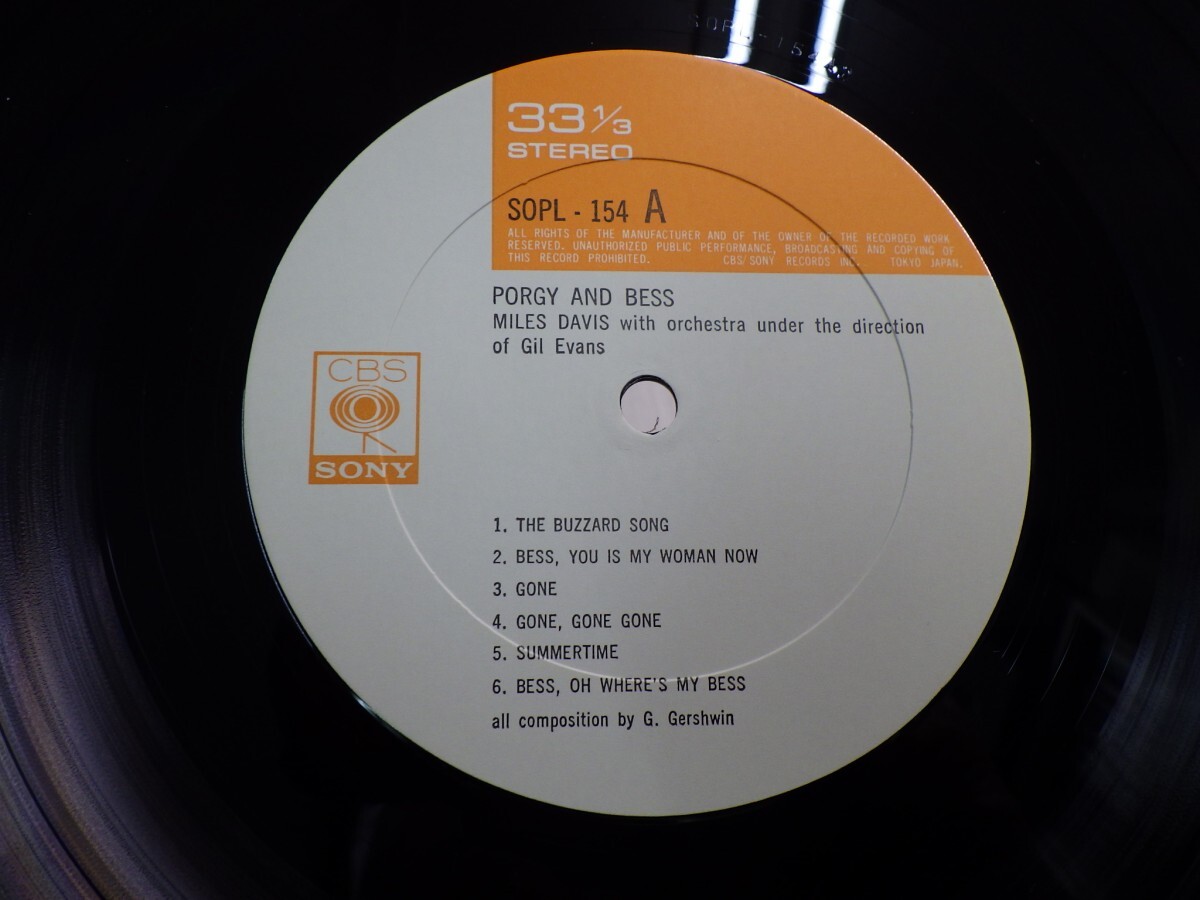 33 1/3
STEREO
SOPL - 154 A
ALL RIGHTS OF THE MANUFACTURER AND OF THE OWNER OF THE RECORDED WORK
RESERVED. UNAUTHORIZED PUBLIC PERFORMANCE, BROADCASTING AND COPYING OF
THIS RECORD PROHIBITED. CBS/SONY RECORDS INC. TOKYO JAPAN.
PORGY AND BESS
MILES DAVIS with orchestra under the direction
of Gil Evans
CBS
SONY
1. THE BUZZARD SONG
2. BESS, YOU IS MY WOMAN NOW
3. GONE
4. GONE, GONE GONE
5. SUMMERTIME
6. BESS, OH WHERE'S MY BESS
all composition by G. Gershwin